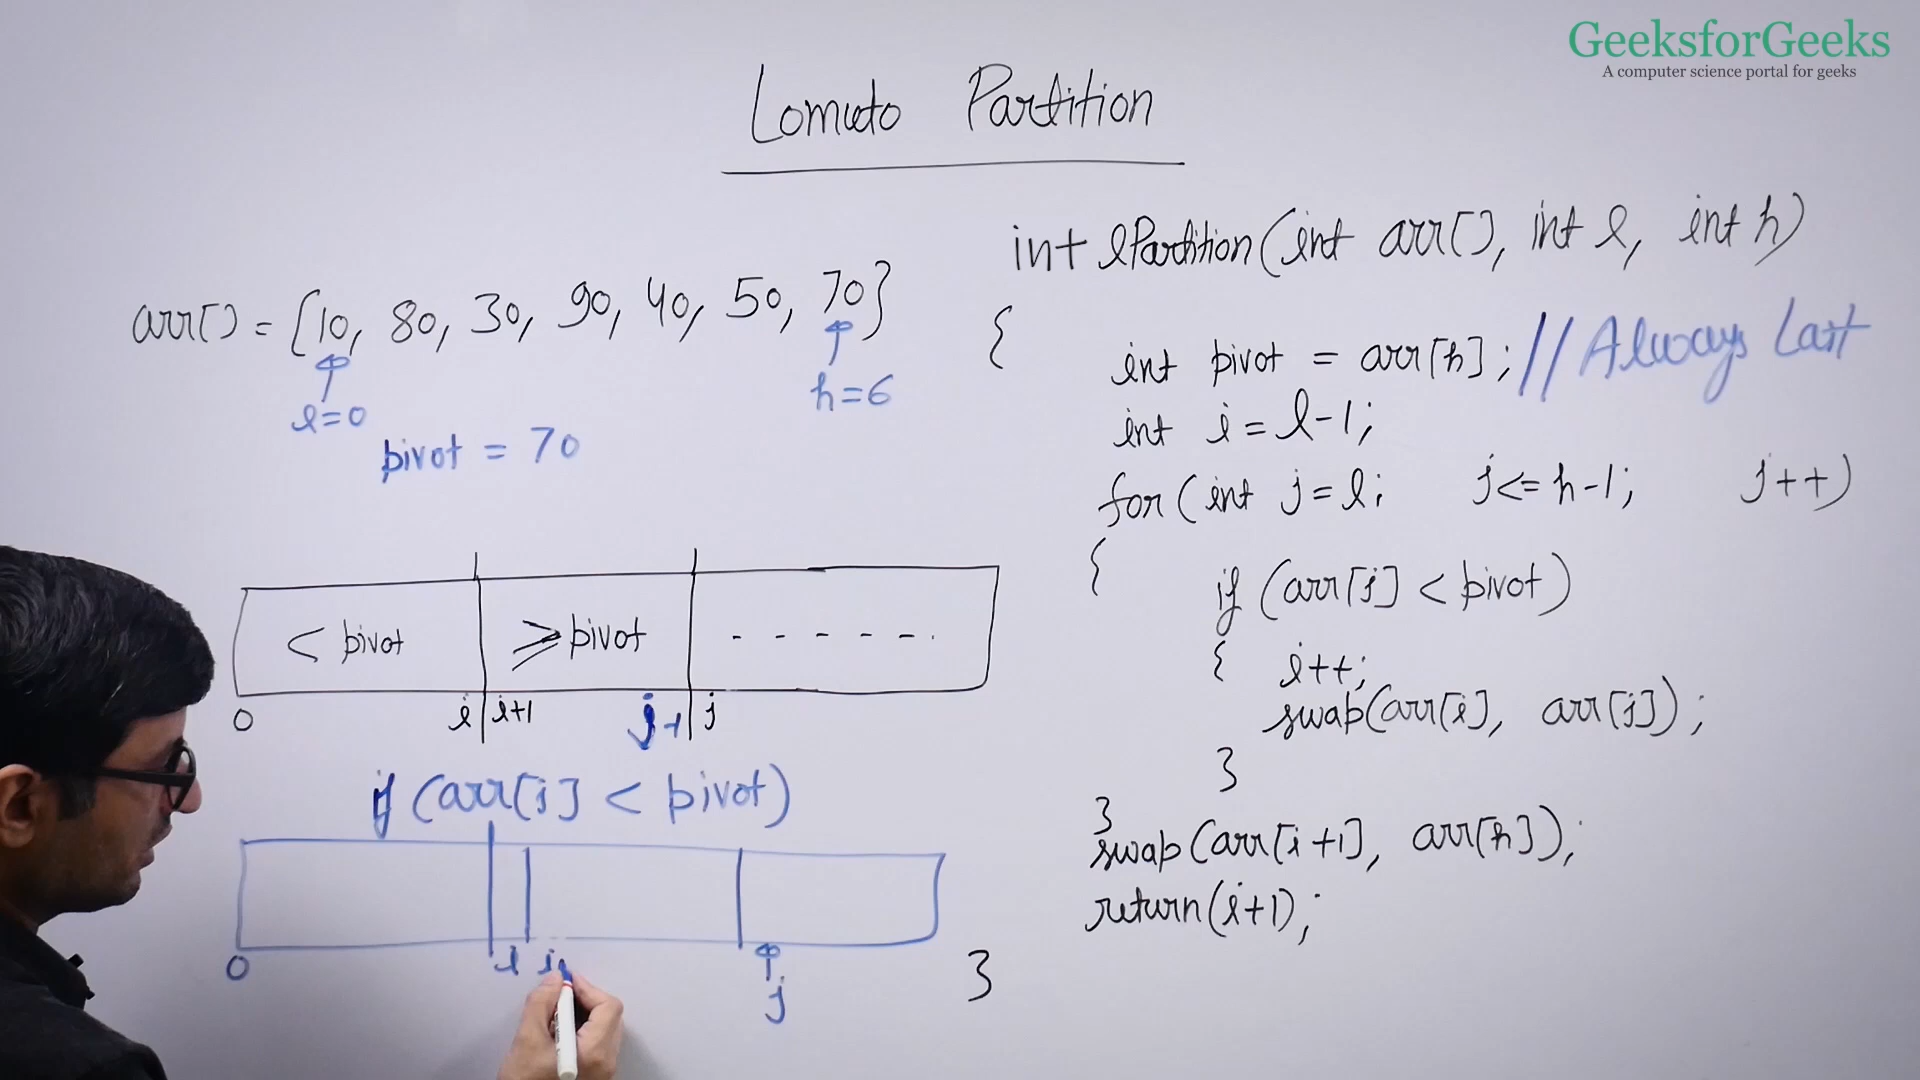 GeeksforGeeks
A computer science portal for geeks
Lomuto Partition
arr[] = {10, 80, 30, 90, 40, 50, 70}
l=0
h=6
pivot = 70
< pivot
≥ pivot
- - - - - -
0
i
i+1
j-1
j
if (arr[j] < pivot)
0
i
j
int lPartition(int arr[], int l, int h)
{
int pivot = arr[h]; // Always Last
int i = l-1;
for (int j=l; j<=h-1; j++)
{
if (arr[j] < pivot)
{ i++;
swap(arr[i], arr[j]);
}
}
swap(arr[i+1], arr[h]);
return(i+1);
}